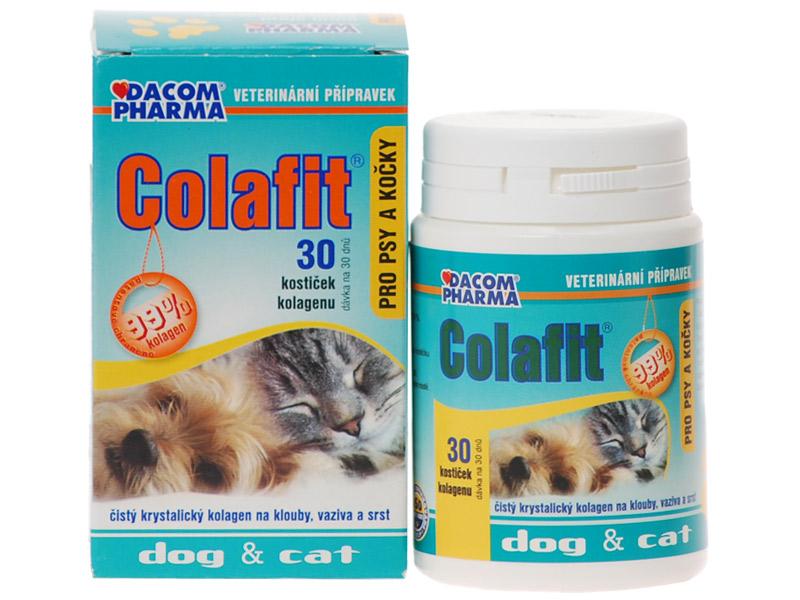 DACOM
PHARMA
VETERINÁRNÍ PŘÍPRAVEK
Colafit®
30
kostiček
kolagenu
dávka na 30 dnů
PRO PSY A KOČKY
99%
kolagen
čistý krystalický kolagen na klouby, vaziva a srst
dog & cat
DACOM®
PHARMA
VETERINÁRNÍ PŘÍPRAVEK
Colafit®
99%
kolagen
PRO PSY A KOČKY
30
kostiček
kolagenu
dávka na 30 dnů
čistý krystalický kolagen na klouby, vaziva a srst
dog & cat